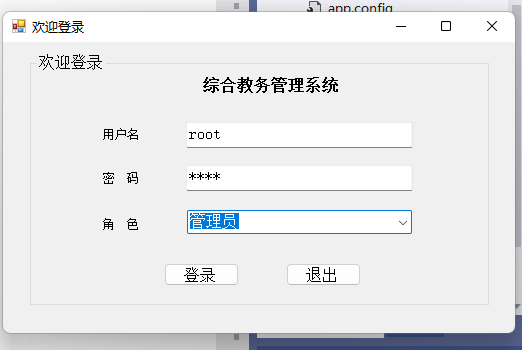 app.config
欢迎登录
欢迎登录
综合教务管理系统
用户名 root
密 码 ****
角 色 管理员
登录 退出